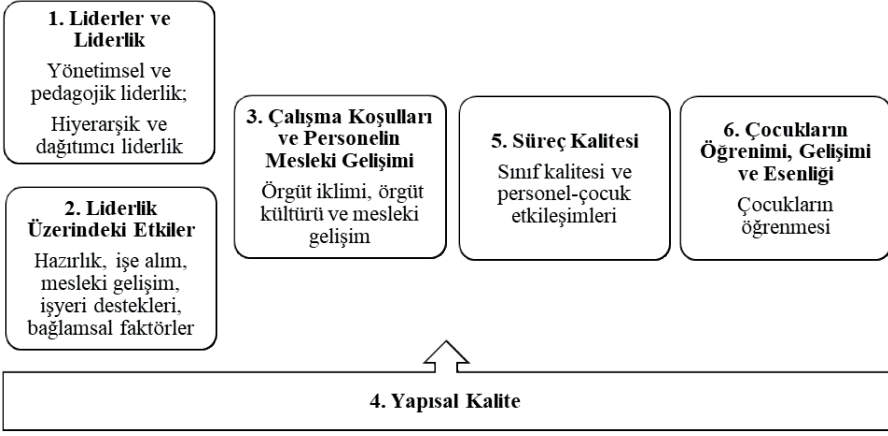 1. Liderler ve
Liderlik
Yönetimsel ve
pedagojik liderlik;
Hiyerarşik ve
dağıtımcı liderlik
2. Liderlik
Üzerindeki Etkiler
Hazırlık, işe alım,
mesleki gelişim,
işyeri destekleri,
bağlamsal faktörler
3. Çalışma Koşulları
ve Personelin
Mesleki Gelişimi
Örgüt iklimi, örgüt
kültürü ve mesleki
gelişim
5. Süreç Kalitesi
Sınıf kalitesi ve
personel-çocuk
etkileşimleri
6. Çocukların
Öğrenimi, Gelişimi
ve Esenliği
Çocukların
öğrenmesi
4. Yapısal Kalite